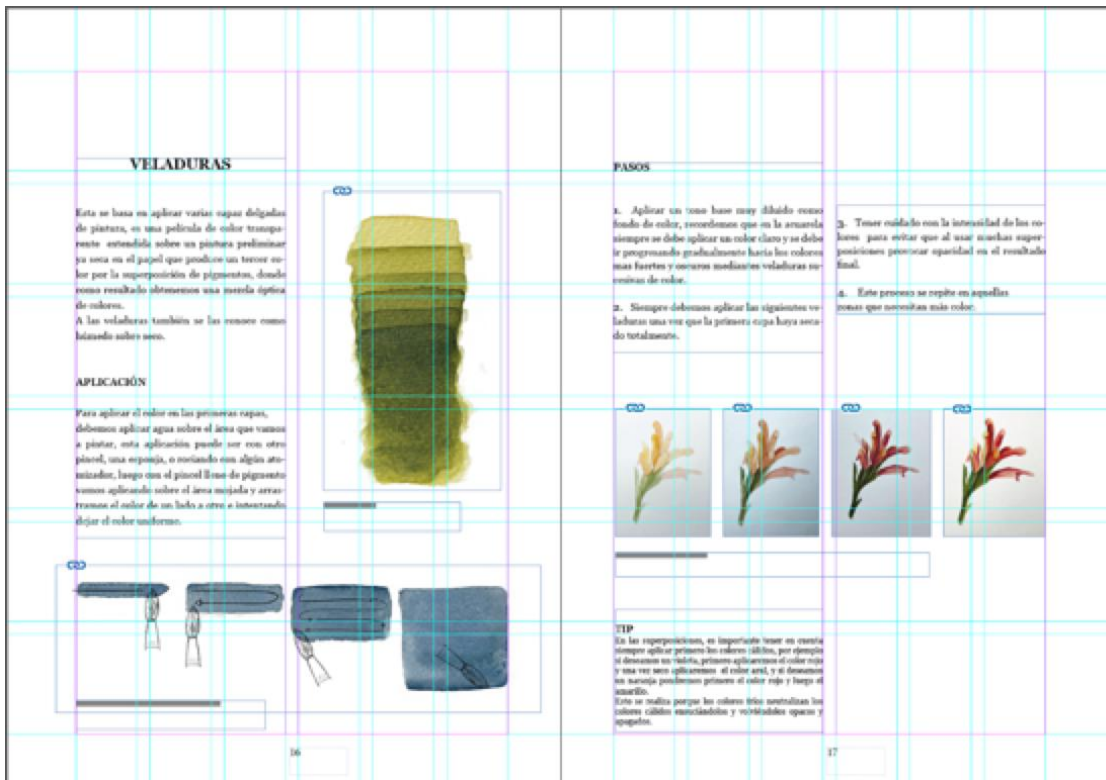 VELADURAS
Esta se basa en aplicar varias capaz delgadas
de pintura, es una película de color transpa-
rente extendida sobre un pintura preliminar
ya seca en el papel que produce un tercer co-
lor por la superposición de pigmentos, donde
como resultado obtenemos una mezcla óptica
de colores.
A las veladuras también se las conoce como
húmedo sobre seco.
APLICACIÓN
Para aplicar el color en las primeras capas,
debemos aplicar agua sobre el área que vamos
a pintar, esta aplicación puede ser con otro
pincel, una esponja, o rociando con algún ato-
mizador, luego con el pincel lleno de pigmento
vamos aplicando sobre el área mojada y arras-
tramos el color de un lado a otro e intentando
dejar el color uniforme.
16
PASOS
1. Aplicar un tono base muy diluido como
fondo de color, recordemos que en la acuarela
siempre se debe aplicar un color claro y se debe
ir progresando gradualmente hacia los colores
mas fuertes y oscuros mediantes veladuras su-
cesivas de color.
2. Siempre debemos aplicar las siguientes ve-
laduras una vez que la primera capa haya seca-
do totalmente.
3. Tener cuidado con la intensidad de los co-
lores para evitar que al usar muchas super-
posiciones provocar opacidad en el resultado
final.
4. Este proceso se repite en aquellas
zonas que necesitan más color.
TIP
En las superposiciones, es importante tener en cuenta
siempre aplicar primero los colores cálidos, por ejemplo
si deseamos un violeta, primero aplicaremos el color rojo
y una vez seco aplicaremos el color azul, y si deseamos
un naranja pondremos primero el color rojo y luego el
amarillo.
Esto se realiza porque los colores fríos neutralizan los
colores cálidos ensuciándolos y volviéndolos opacos y
apagados.
17